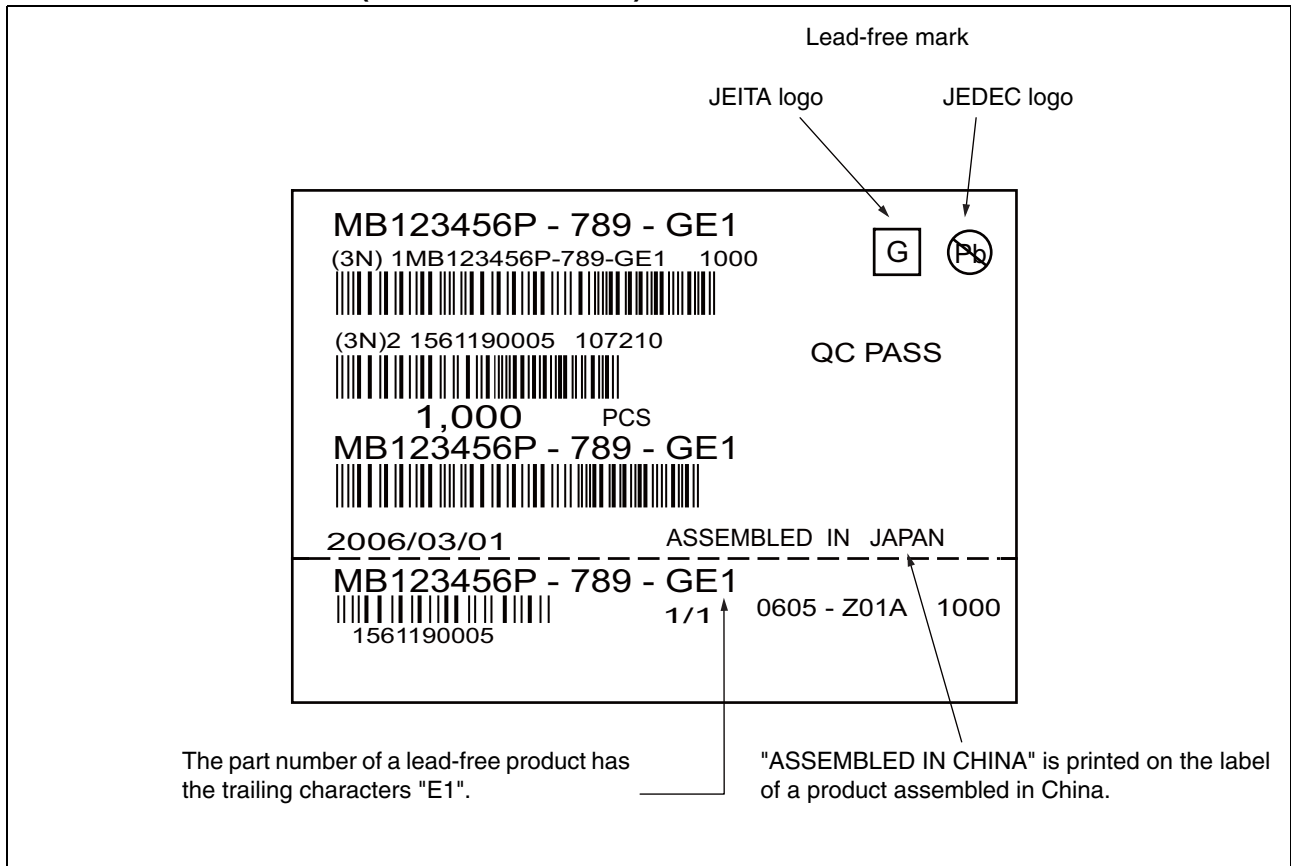 Lead-free mark
JEITA logo JEDEC logo
MB123456P - 789 - GE1
(3N) 1MB123456P-789-GE1 1000
G Pb
(3N)2 1561190005 107210
QC PASS
1,000 PCS
MB123456P - 789 - GE1
2006/03/01 ASSEMBLED IN JAPAN
MB123456P - 789 - GE1
1/1 0605 - Z01A 1000
1561190005
The part number of a lead-free product has
the trailing characters "E1".
"ASSEMBLED IN CHINA" is printed on the label
of a product assembled in China.